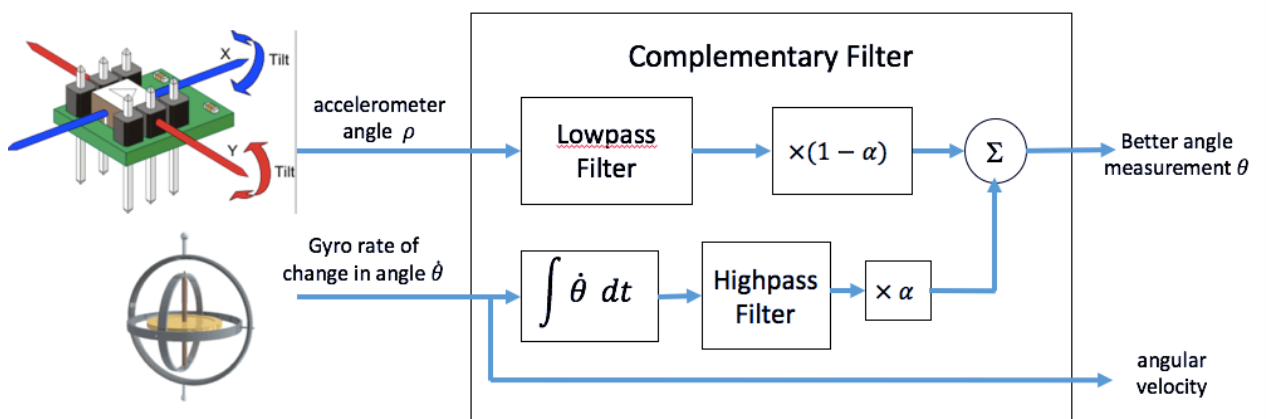 Complementary Filter
X
Tilt
Y
Tilt
accelerometer
angle ρ
Lowpass
Filter
×(1 − α)
Σ
Better angle
measurement θ
Gyro rate of
change in angle θ̇
∫ θ̇ dt
Highpass
Filter
× α
angular
velocity